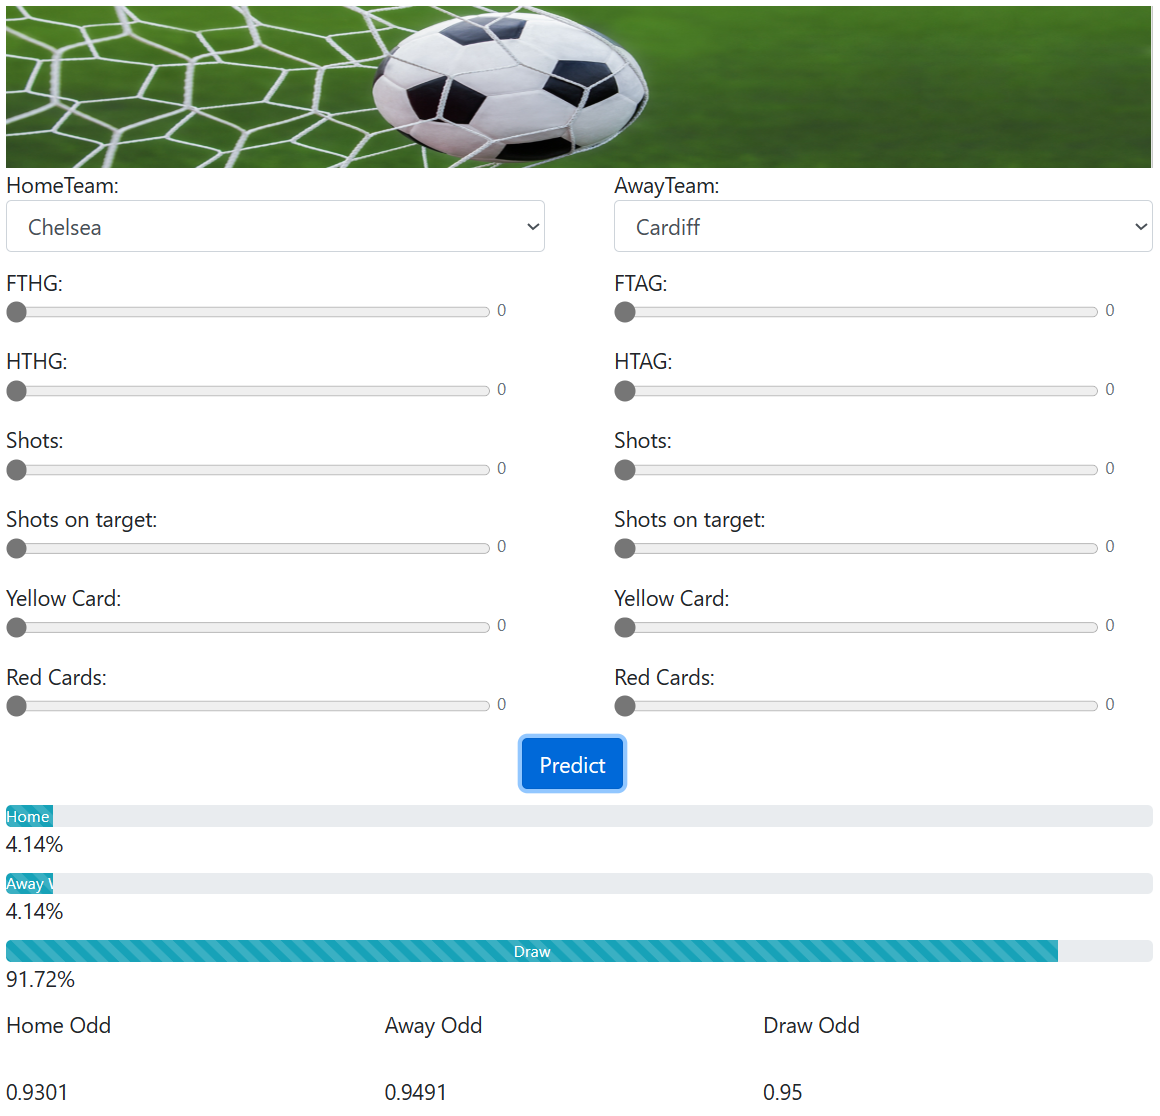 HomeTeam: AwayTeam:
Chelsea Cardiff
FTHG: FTAG:
0 0
HTHG: HTAG:
0 0
Shots: Shots:
0 0
Shots on target: Shots on target:
0 0
Yellow Card: Yellow Card:
0 0
Red Cards: Red Cards:
0 0
Predict
Home
4.14%
Away
4.14%
Draw
91.72%
Home Odd Away Odd Draw Odd
0.9301 0.9491 0.95